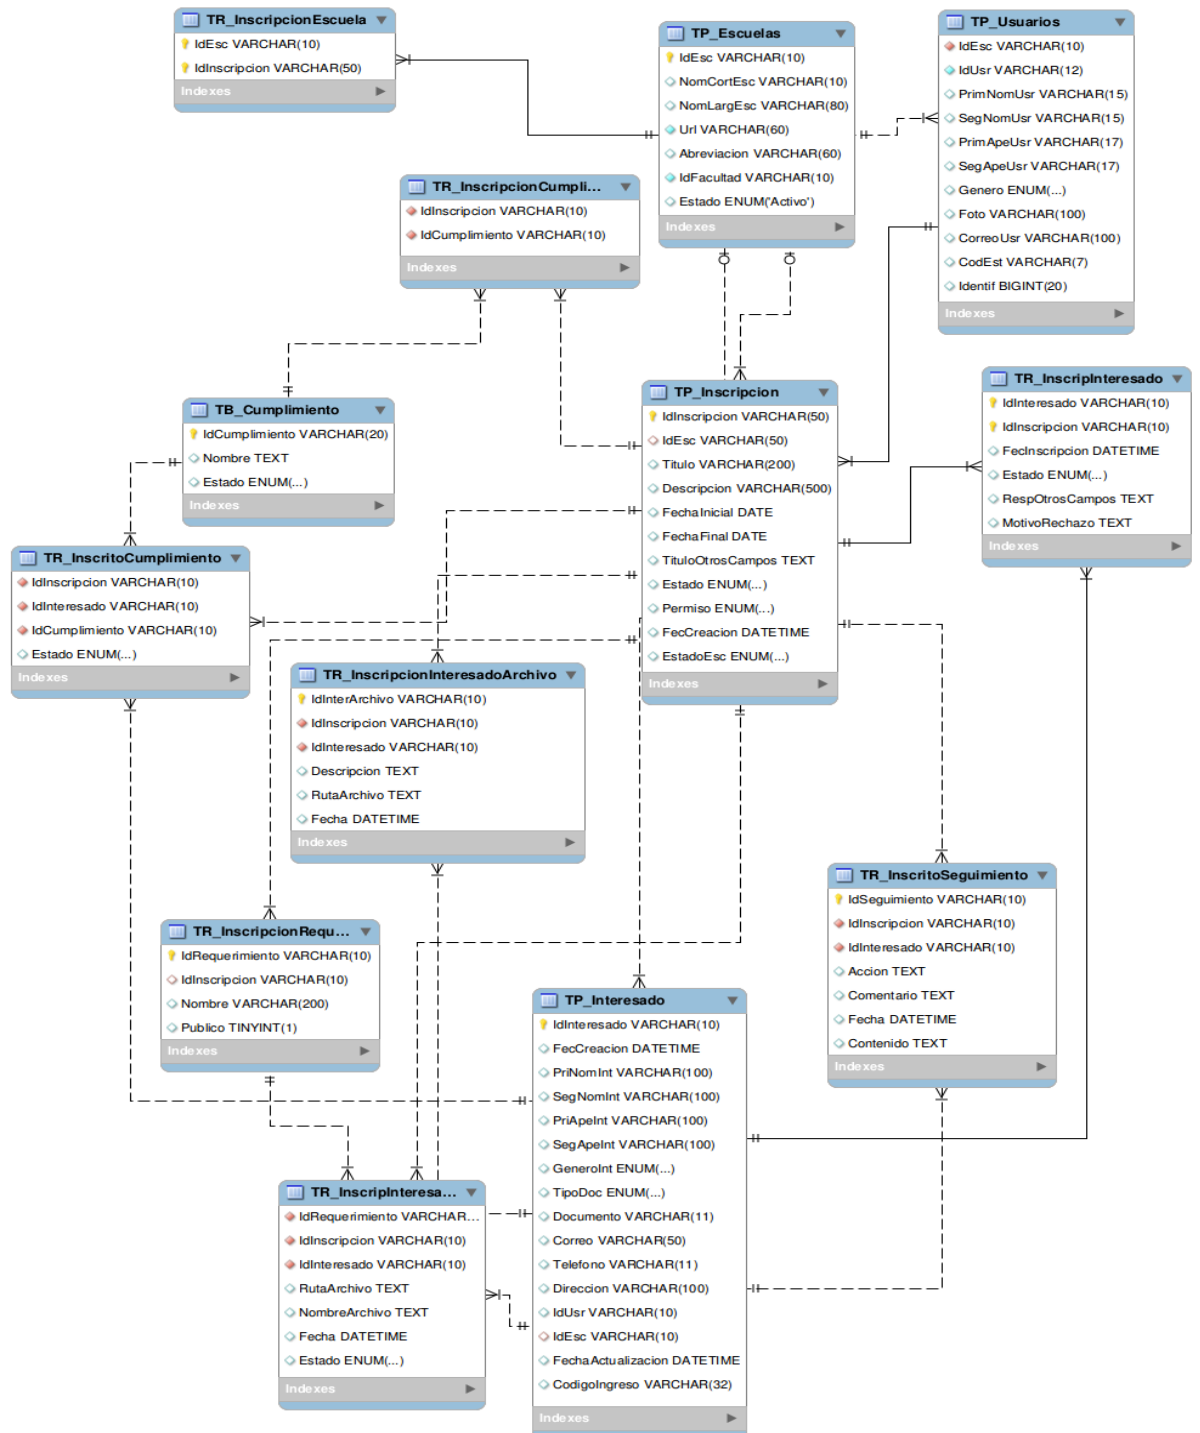 TR_InscripcionEscuela
IdEsc VARCHAR(10)
IdInscripcion VARCHAR(50)
Indexes
TP_Escuelas
IdEsc VARCHAR(10)
NomCortEsc VARCHAR(10)
NomLargEsc VARCHAR(80)
Url VARCHAR(60)
Abreviacion VARCHAR(60)
IdFacultad VARCHAR(10)
Estado ENUM('Activo')
Indexes
TP_Usuarios
IdEsc VARCHAR(10)
IdUsr VARCHAR(12)
PrimNomUsr VARCHAR(15)
SegNomUsr VARCHAR(15)
PrimApeUsr VARCHAR(17)
SegApeUsr VARCHAR(17)
Genero ENUM(...)
Foto VARCHAR(100)
CorreoUsr VARCHAR(100)
CodEst VARCHAR(7)
Identif BIGINT(20)
Indexes
TR_InscripcionCumpli...
IdInscripcion VARCHAR(10)
IdCumplimiento VARCHAR(10)
Indexes
TB_Cumplimiento
IdCumplimiento VARCHAR(20)
Nombre TEXT
Estado ENUM(...)
Indexes
TP_Inscripcion
IdInscripcion VARCHAR(50)
IdEsc VARCHAR(50)
Titulo VARCHAR(200)
Descripcion VARCHAR(500)
FechaInicial DATE
FechaFinal DATE
TituloOtrosCampos TEXT
Estado ENUM(...)
Permiso ENUM(...)
FecCreacion DATETIME
EstadoEsc ENUM(...)
Indexes
TR_InscripInteresado
IdInteresado VARCHAR(10)
IdInscripcion VARCHAR(10)
FecInscripcion DATETIME
Estado ENUM(...)
RespOtrosCampos TEXT
MotivoRechazo TEXT
Indexes
TR_InscritoCumplimiento
IdInscripcion VARCHAR(10)
IdInteresado VARCHAR(10)
IdCumplimiento VARCHAR(10)
Estado ENUM(...)
Indexes
TR_InscripcionInteresadoArchivo
IdInterArchivo VARCHAR(10)
IdInscripcion VARCHAR(10)
IdInteresado VARCHAR(10)
Descripcion TEXT
RutaArchivo TEXT
Fecha DATETIME
Indexes
TR_InscritoSeguimiento
IdSeguimiento VARCHAR(10)
IdInscripcion VARCHAR(10)
IdInteresado VARCHAR(10)
Accion TEXT
Comentario TEXT
Fecha DATETIME
Contenido TEXT
Indexes
TR_InscripcionRequ...
IdRequerimiento VARCHAR(10)
IdInscripcion VARCHAR(10)
Nombre VARCHAR(200)
Publico TINYINT(1)
Indexes
TP_Interesado
IdInteresado VARCHAR(10)
FecCreacion DATETIME
PriNomInt VARCHAR(100)
SegNomInt VARCHAR(100)
PriApeInt VARCHAR(100)
SegApeInt VARCHAR(100)
GeneroInt ENUM(...)
TipoDoc ENUM(...)
Documento VARCHAR(11)
Correo VARCHAR(50)
Telefono VARCHAR(11)
Direccion VARCHAR(100)
IdUsr VARCHAR(10)
IdEsc VARCHAR(10)
FechaActualizacion DATETIME
CodigoIngreso VARCHAR(32)
Indexes
TR_InscripInteresa...
IdRequerimiento VARCHAR...
IdInscripcion VARCHAR(10)
IdInteresado VARCHAR(10)
RutaArchivo TEXT
NombreArchivo TEXT
Fecha DATETIME
Estado ENUM(...)
Indexes